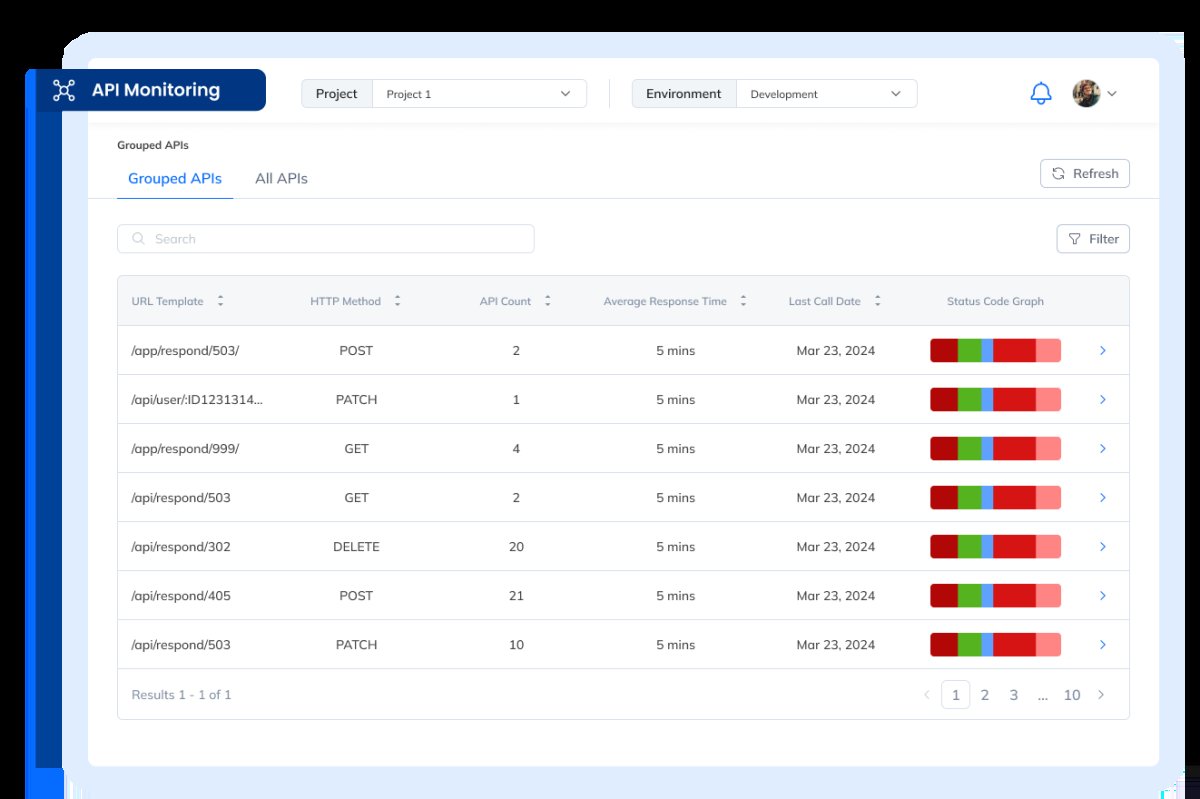 API Monitoring
Project Project 1
Environment Development
Grouped APIs
Grouped APIs All APIs
Refresh
Search
Filter
URL Template HTTP Method API Count Average Response Time Last Call Date Status Code Graph
/app/respond/503/ POST 2 5 mins Mar 23, 2024
/api/user/:ID1231314... PATCH 1 5 mins Mar 23, 2024
/app/respond/999/ GET 4 5 mins Mar 23, 2024
/api/respond/503 GET 2 5 mins Mar 23, 2024
/api/respond/302 DELETE 20 5 mins Mar 23, 2024
/api/respond/405 POST 21 5 mins Mar 23, 2024
/api/respond/503 PATCH 10 5 mins Mar 23, 2024
Results 1 - 1 of 1
1 2 3 ... 10